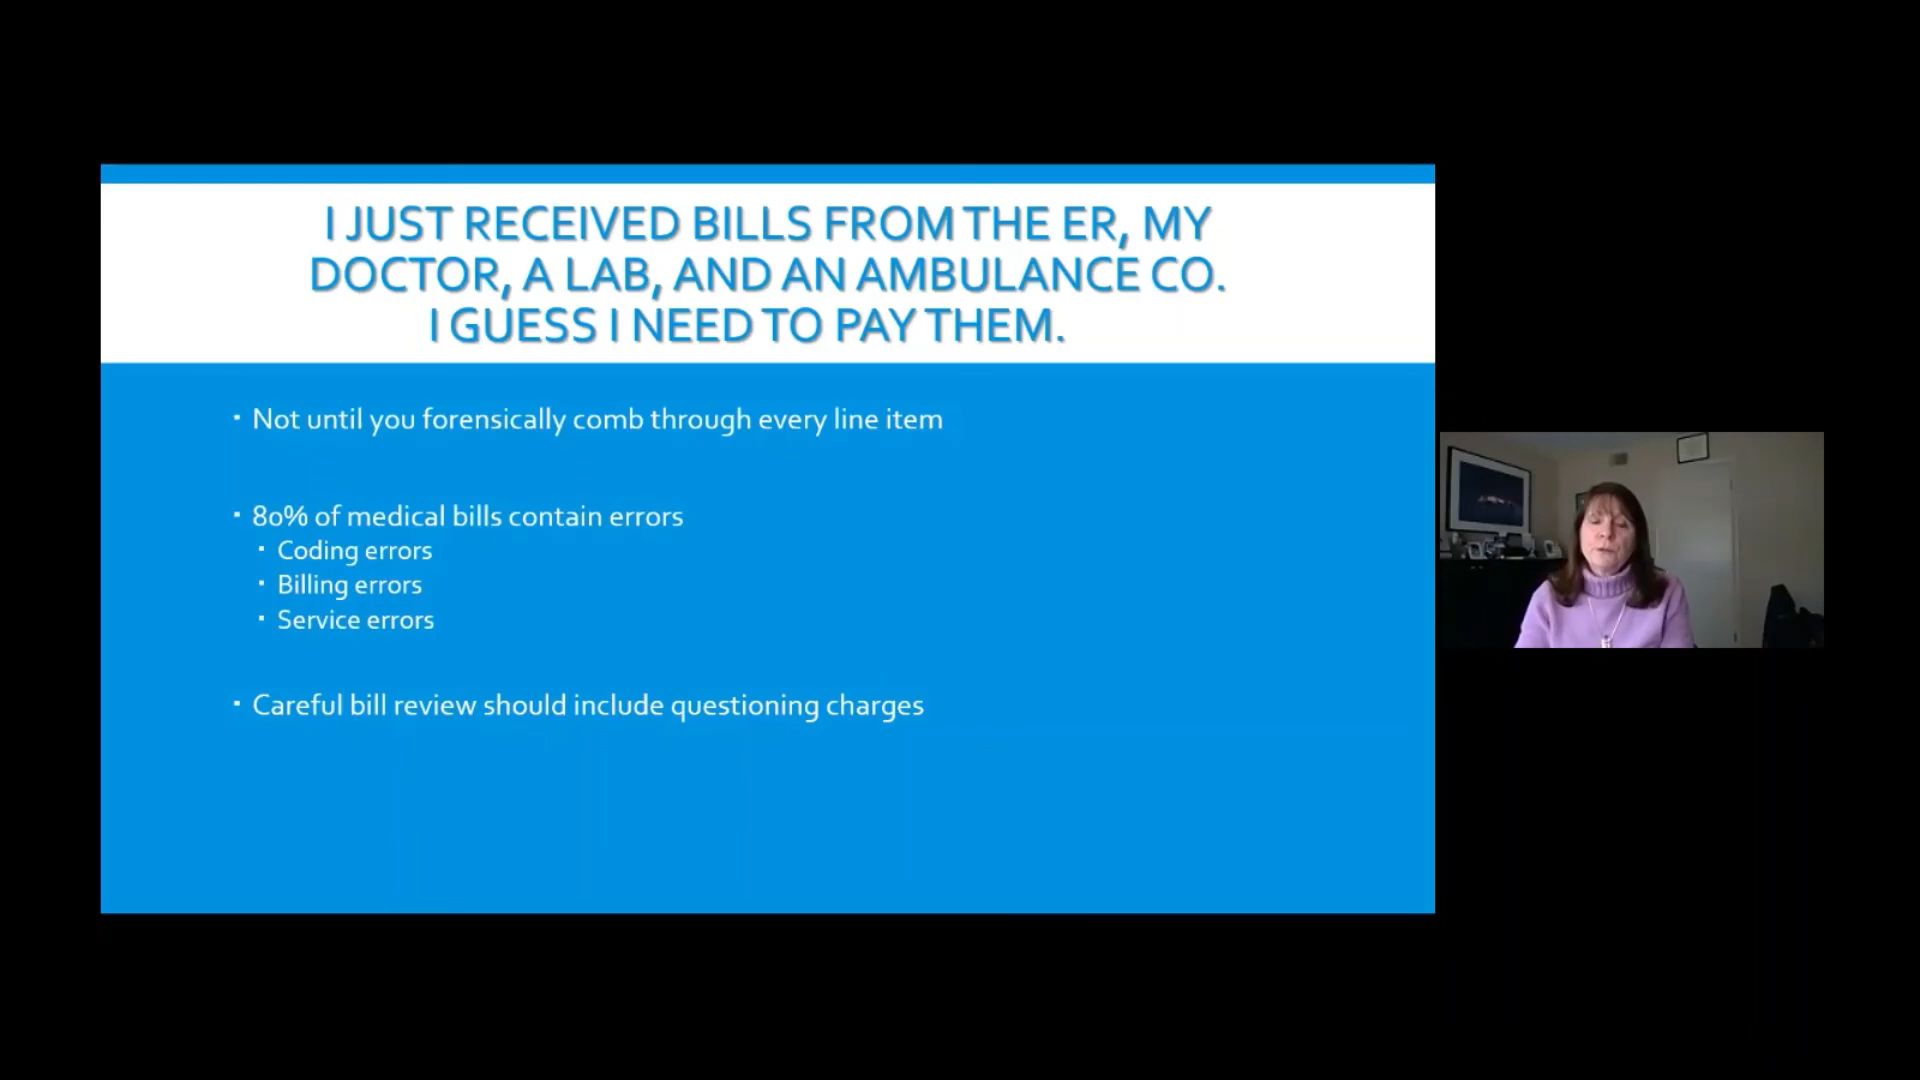 I JUST RECEIVED BILLS FROM THE ER, MY
DOCTOR, A LAB, AND AN AMBULANCE CO.
I GUESS I NEED TO PAY THEM.
▪ Not until you forensically comb through every line item
▪ 80% of medical bills contain errors
▪ Coding errors
▪ Billing errors
▪ Service errors
▪ Careful bill review should include questioning charges